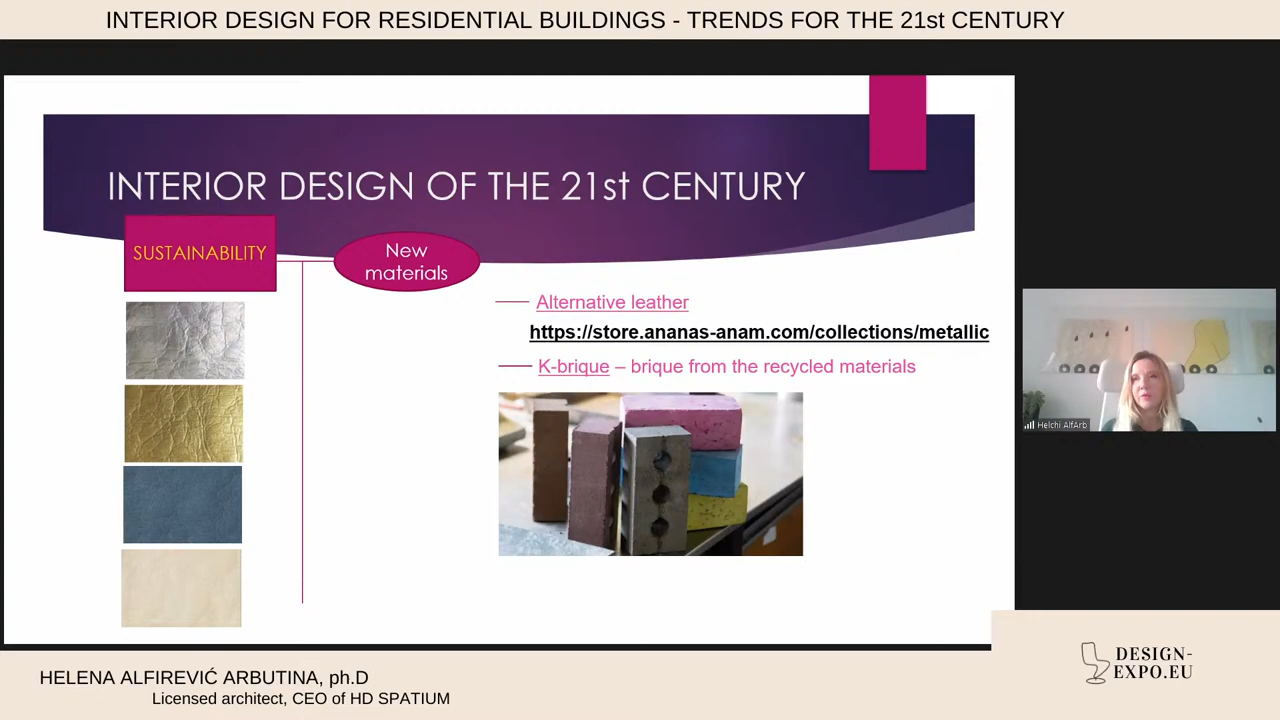 INTERIOR DESIGN FOR RESIDENTIAL BUILDINGS - TRENDS FOR THE 21st CENTURY
INTERIOR DESIGN OF THE 21st CENTURY
SUSTAINABILITY
New
materials
Alternative leather
https://store.ananas-anam.com/collections/metallic
K-brique – brique from the recycled materials
Helchi AlfArb
HELENA ALFIREVIĆ ARBUTINA, ph.D
Licensed architect, CEO of HD SPATIUM
DESIGN-
EXPO.EU